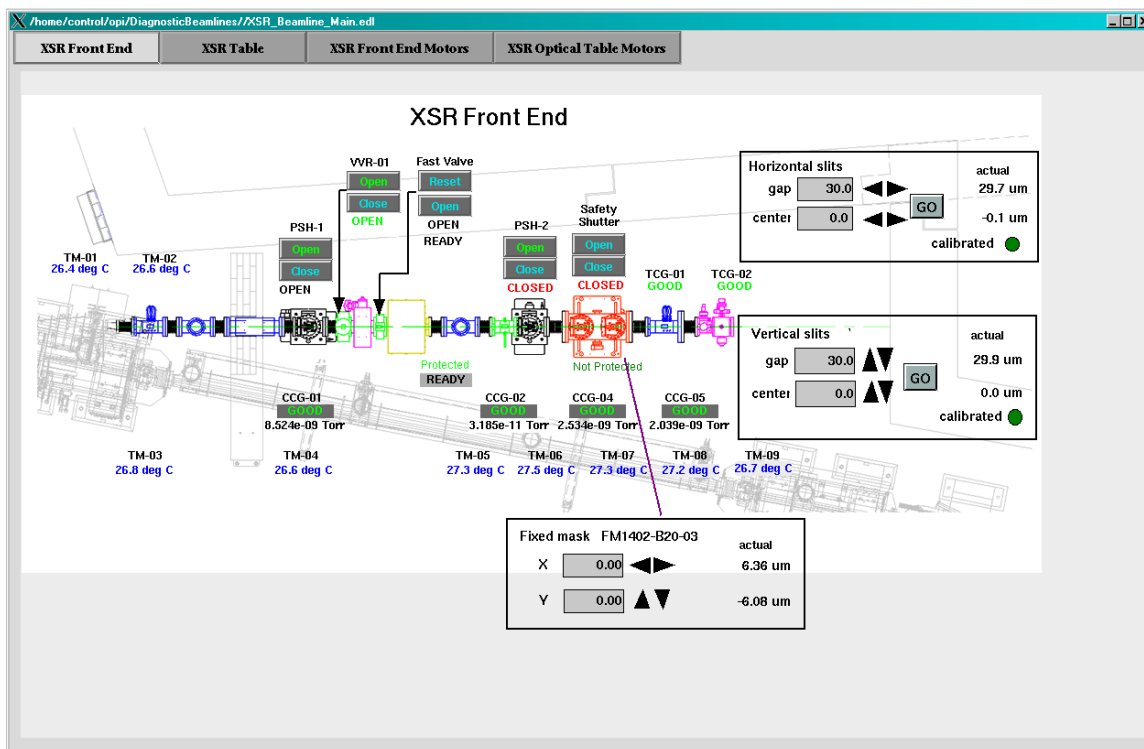 /home/control/opi/DiagnosticBeamlines//XSR_Beamline_Main.edl
XSR Front End
XSR Table
XSR Front End Motors
XSR Optical Table Motors
XSR Front End
VVR-01
Open
Close
OPEN
Fast Valve
Reset
Open
OPEN
READY
PSH-1
Open
Close
OPEN
PSH-2
Open
Close
CLOSED
Safety
Shutter
Open
Close
CLOSED
TM-01
26.4 deg C
TM-02
26.6 deg C
TCG-01
GOOD
TCG-02
GOOD
Horizontal slits
actual
gap 30.0 29.7 um
center 0.0 GO -0.1 um
calibrated
Vertical slits
actual
gap 30.0 29.9 um
center 0.0 GO 0.0 um
calibrated
Protected
READY
Not Protected
CCG-01
GOOD
8.524e-09 Torr
CCG-02
GOOD
3.185e-11 Torr
CCG-04
GOOD
2.534e-09 Torr
CCG-05
GOOD
2.039e-09 Torr
TM-03
26.8 deg C
TM-04
26.6 deg C
TM-05
27.3 deg C
TM-06
27.5 deg C
TM-07
27.3 deg C
TM-08
27.2 deg C
TM-09
26.7 deg C
Fixed mask FM1402-B20-03
actual
X 0.00 6.36 um
Y 0.00 -6.08 um